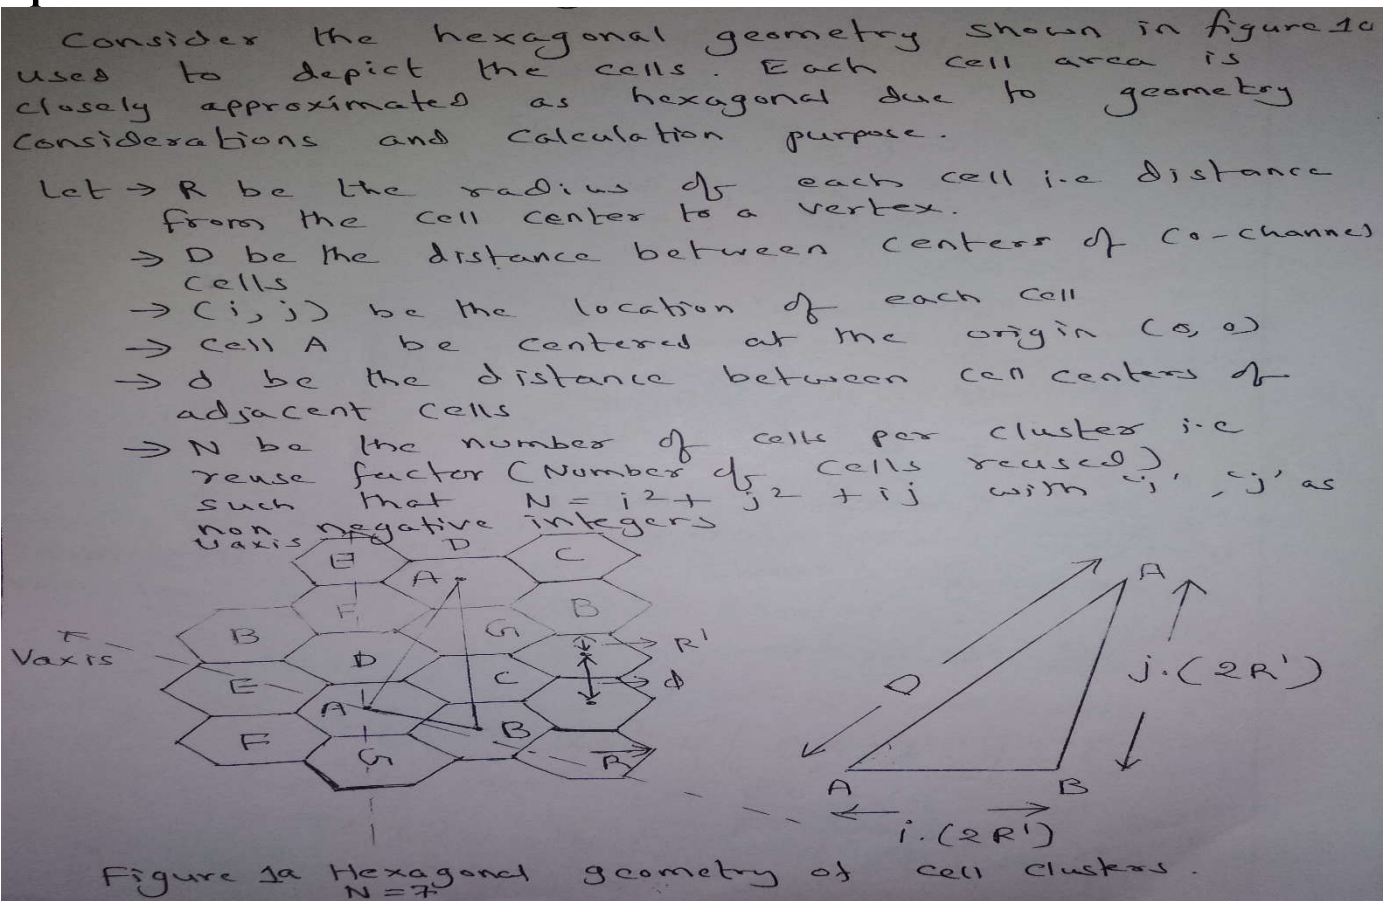 Consider the hexagonal geometry shown in figure 1a
used to depict the cells. Each cell area is
closely approximated as hexagonal due to geometry
considerations and calculation purpose.
Let → R be the radius of each cell i.e distance
from the cell center to a vertex.
→ D be the distance between centers of co-channel
cells
→ (i, j) be the location of each cell
→ cell A be centered at the origin (0, 0)
→ d be the distance between cell centers of
adjacent cells
→ N be the number of cells per cluster i.e
reuse factor (Number of cells reused)
such that N = i2 + j2 + ij with 'i', 'j' as
non negative integers
U axis
E D C
A
F B
B G R'
V axis D
E C d
A B
F G R
A
D j.(2R')
A B
i.(2R')
Figure 1a Hexagonal geometry of cell clusters.
N = 7